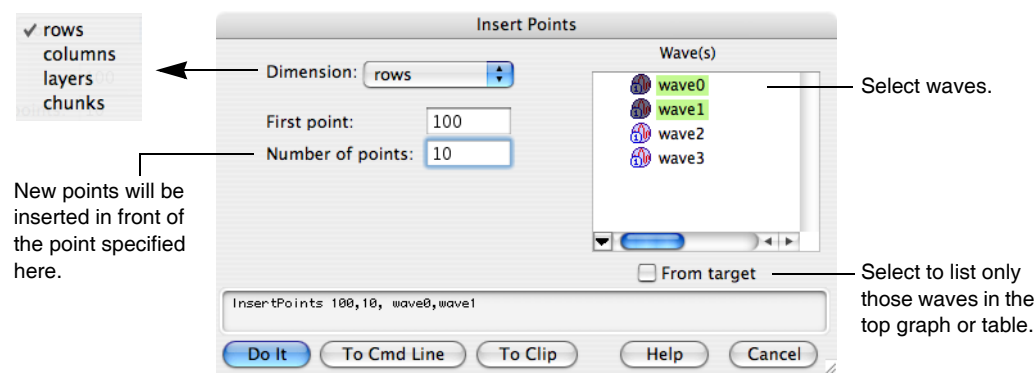 Insert Points
✓ rows
columns
layers
chunks
Dimension: rows
First point: 100
Number of points: 10
Wave(s)
wave0
wave1
wave2
wave3
Select waves.
New points will be
inserted in front of
the point specified
here.
From target
Select to list only
those waves in the
top graph or table.
InsertPoints 100,10, wave0,wave1
Do It
To Cmd Line
To Clip
Help
Cancel